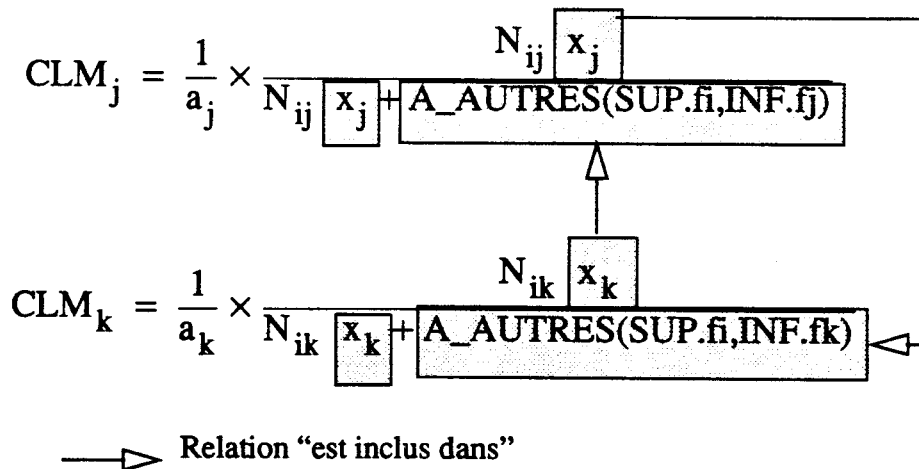 N_ij x_j
CLM_j = 1/a_j ×
N_ij x_j + A_AUTRES(SUP.fi,INF.fj)
N_ik x_k
CLM_k = 1/a_k ×
N_ik x_k + A_AUTRES(SUP.fi,INF.fk)
Relation “est inclus dans”